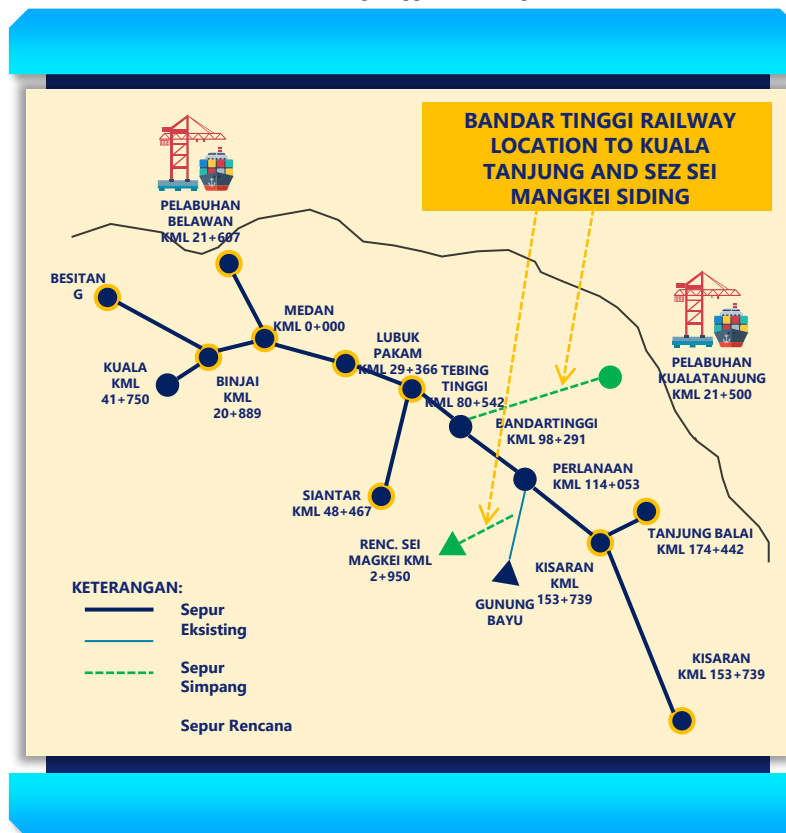 BANDAR TINGGI RAILWAY
LOCATION TO KUALA
TANJUNG AND SEZ SEI
MANGKEI SIDING
PELABUHAN
BELAWAN
KML 21+607
BESITAN
G
MEDAN
KML 0+000
LUBUK
PAKAM
KML 29+366
TEBING
TINGGI
KML 80+542
PELABUHAN
KUALATANJUNG
KML 21+500
KUALA
KML
41+750
BINJAI
KML
20+889
BANDARTINGGI
KML 98+291
PERLANAAN
KML 114+053
SIANTAR
KML 48+467
RENC. SEI
MAGKEI KML
2+950
TANJUNG BALAI
KML 174+442
KISARAN
KML
153+739
GUNUNG
BAYU
KETERANGAN:
Sepur
Eksisting
Sepur
Simpang
Sepur Rencana
KISARAN
KML 153+739